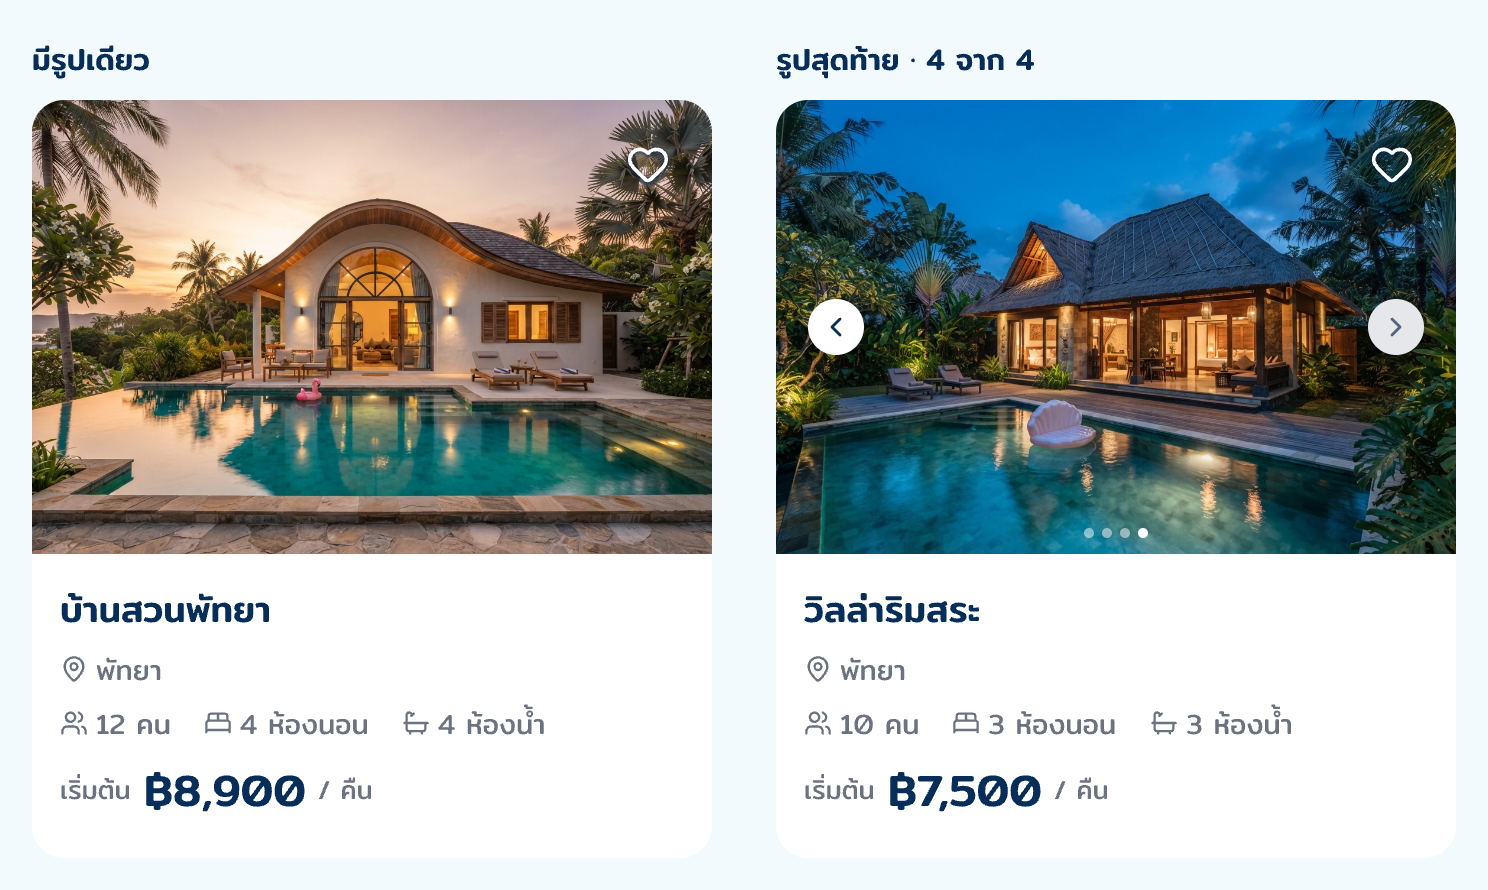 มีรูปเดียว
รูปสุดท้าย · 4 จาก 4
บ้านสวนพัทยา
พัทยา
12 คน 4 ห้องนอน 4 ห้องน้ำ
เริ่มต้น ฿8,900 / คืน
วิลล่าริมสระ
พัทยา
10 คน 3 ห้องนอน 3 ห้องน้ำ
เริ่มต้น ฿7,500 / คืน